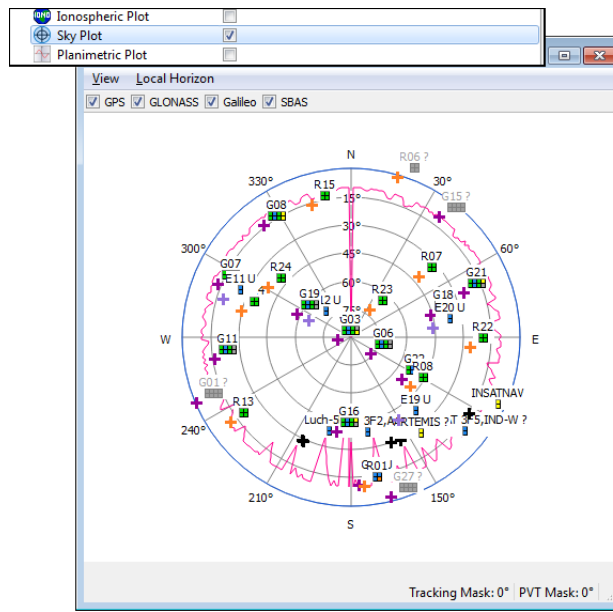 Ionospheric Plot
Sky Plot
Planimetric Plot
View Local Horizon
GPS GLONASS Galileo SBAS
N
R06 ?
330° R15 30°
G15 ?
G08 15°
30°
300° G07 45° R07 60°
E11 U R24 60° G21
4 G19 I2 U R23 G18 E20 U
G03 R22
W G11 G06 E
R08
G01 ? INSATNAV
E19 U
240° R13 G16
Luch-5 3F2,A ARTEMIS ? T 3F5,IND-W ?
R01 U
G27 ?
210° 150°
S
Tracking Mask: 0° PVT Mask: 0°